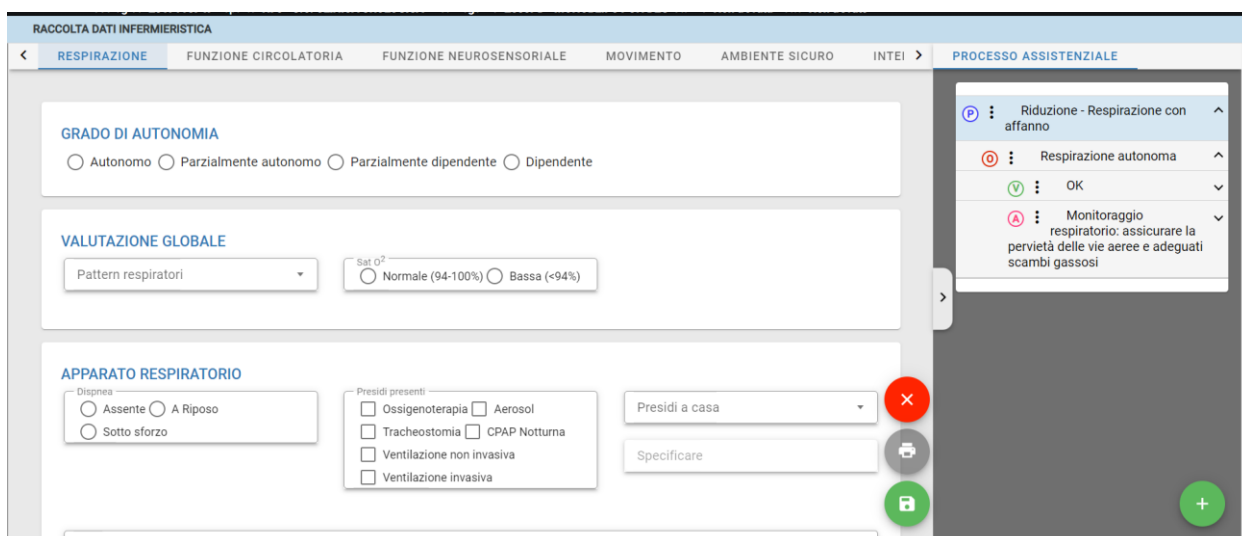 RACCOLTA DATI INFERMIERISTICA
RESPIRAZIONE FUNZIONE CIRCOLATORIA FUNZIONE NEUROSENSORIALE MOVIMENTO AMBIENTE SICURO INTEI
PROCESSO ASSISTENZIALE
GRADO DI AUTONOMIA
Autonomo Parzialmente autonomo Parzialmente dipendente Dipendente
VALUTAZIONE GLOBALE
Pattern respiratori
Sat O²
Normale (94-100%) Bassa (<94%)
APPARATO RESPIRATORIO
Dispnea
Assente A Riposo
Sotto sforzo
Presidi presenti
Ossigenoterapia Aerosol
Tracheostomia CPAP Notturna
Ventilazione non invasiva
Ventilazione invasiva
Presidi a casa
Specificare
P Riduzione - Respirazione con
affanno
O Respirazione autonoma
V OK
A Monitoraggio
respiratorio: assicurare la
pervietà delle vie aeree e adeguati
scambi gassosi